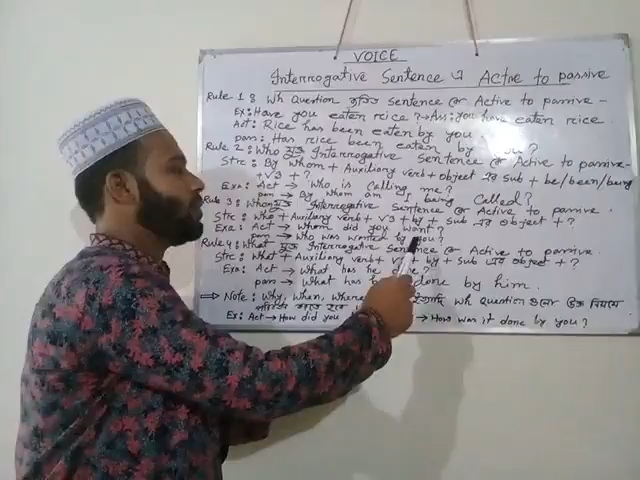 VOICE
Interrogative Sentence এ Active to passive
Rule 1: Wh Question ব্যতিত Sentence কে Active to passive -
Ex: Have you eaten rice? → Ass: you have eaten rice.
Act: Rice has been eaten by you
pass: Has rice been eaten by you?
Rule 2: Who যুক্ত Interrogative Sentence কে Active to passive -
Strc: By whom + Auxiliary verb + object এর sub + be/been/being
+ V3 + ?
Exa: Act → Who is calling me?
pass → By whom am I being called?
Rule 3: Whom যুক্ত Interrogative Sentence কে Active to passive.
Strc: Who + Auxiliary verb + V3 + by + Sub এর object + ?
Exa: Act → Whom did you want?
pass → Who was wanted by you?
Rule 4: What যুক্ত Interrogative Sentence কে Active to passive.
Strc: What + Auxiliary verb + by + Sub এর object + ?
Exa: Act → What has he ?
pass → What has done by him.
⇒ Note: Why, When, Where ইত্যাদি Wh Question গুলো উক্ত নিয়মে
Ex: Act → How did you → How was it done by you?